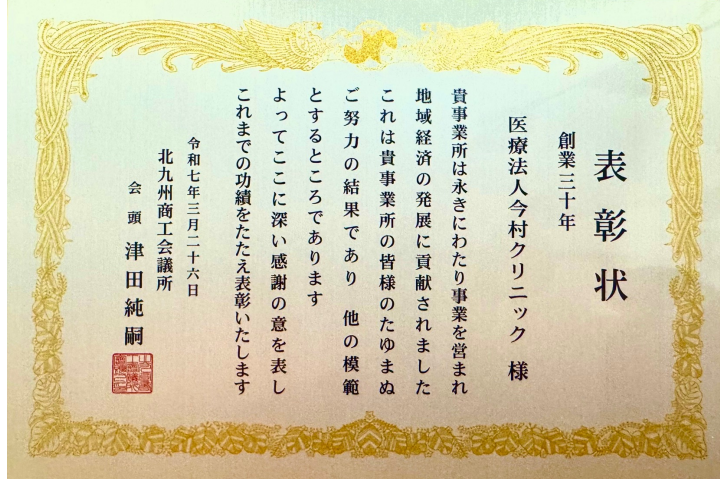 表彰状
創業三十年
医療法人今村クリニック 様
貴事業所は永きにわたり事業を営まれ
地域経済の発展に貢献されました
これは貴事業所の皆様のたゆまぬ
ご努力の結果であり 他の模範
とするところであります
よってここに深い感謝の意を表し
これまでの功績をたたえ表彰いたします
令和七年三月二十六日
北九州商工会議所
会頭 津田純嗣